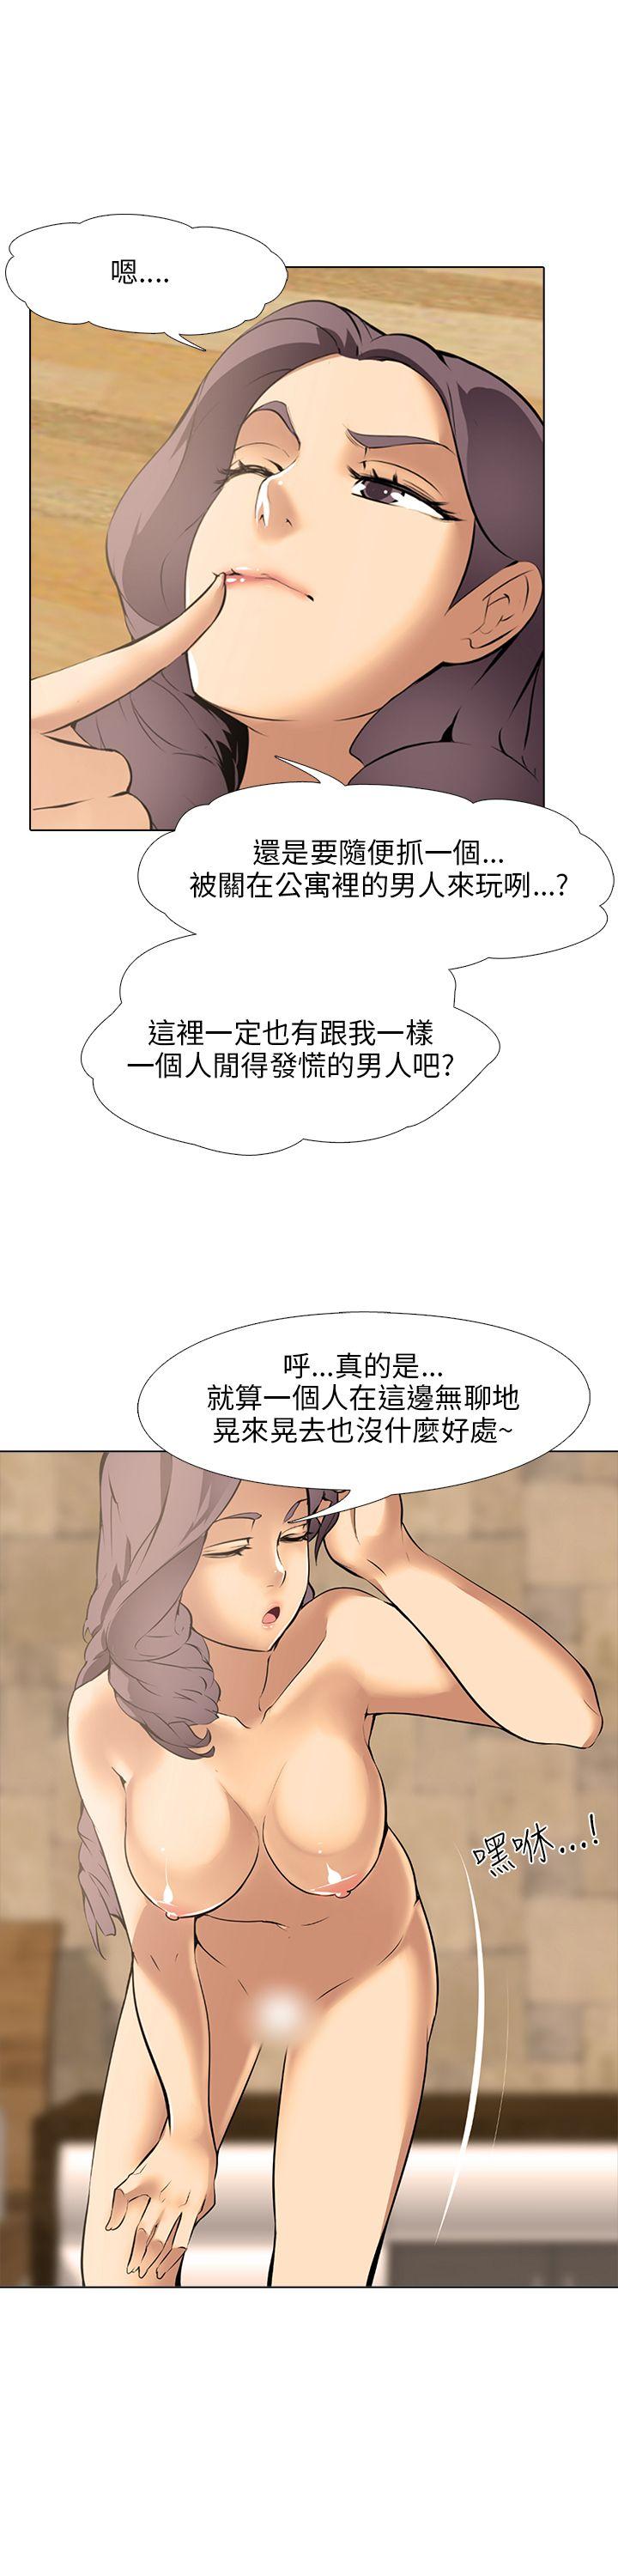 嗯....
還是要隨便抓一個...
被關在公寓裡的男人來玩咧...?
這裡一定也有跟我一樣
一個人閒得發慌的男人吧?
呼...真的是...
就算一個人在這邊無聊地
晃來晃去也沒什麼好處~
嘿咻...!